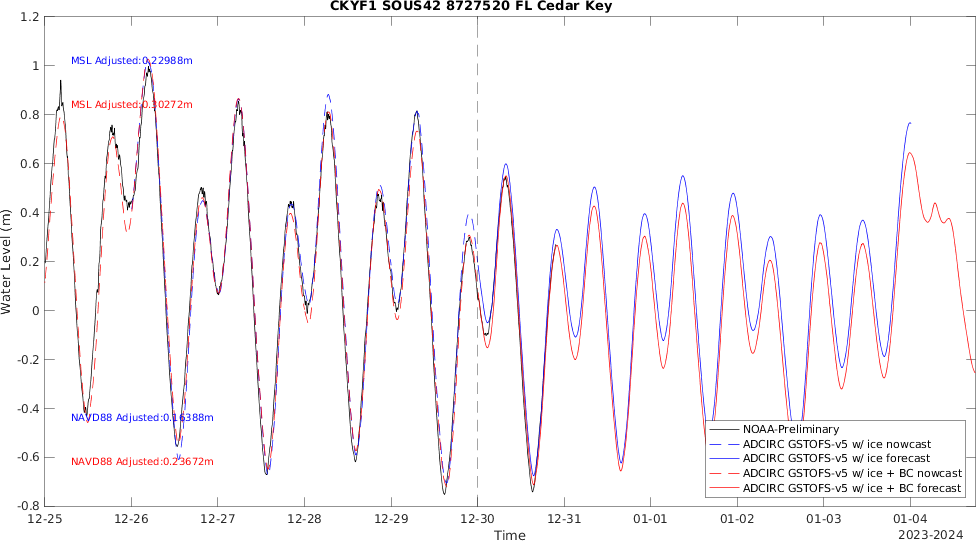 CKYF1 SOUS42 8727520 FL Cedar Key
1.2
1
0.8
0.6
0.4
0.2
0
-0.2
-0.4
-0.6
-0.8
Water Level (m)
MSL Adjusted:0.22988m
MSL Adjusted:0.30272m
NAVD88 Adjusted:0.16388m
NAVD88 Adjusted:0.23672m
NOAA-Preliminary
ADCIRC GSTOFS-v5 w/ ice nowcast
ADCIRC GSTOFS-v5 w/ ice forecast
ADCIRC GSTOFS-v5 w/ ice + BC nowcast
ADCIRC GSTOFS-v5 w/ ice + BC forecast
12-25 12-26 12-27 12-28 12-29 12-30 12-31 01-01 01-02 01-03 01-04
Time
2023-2024